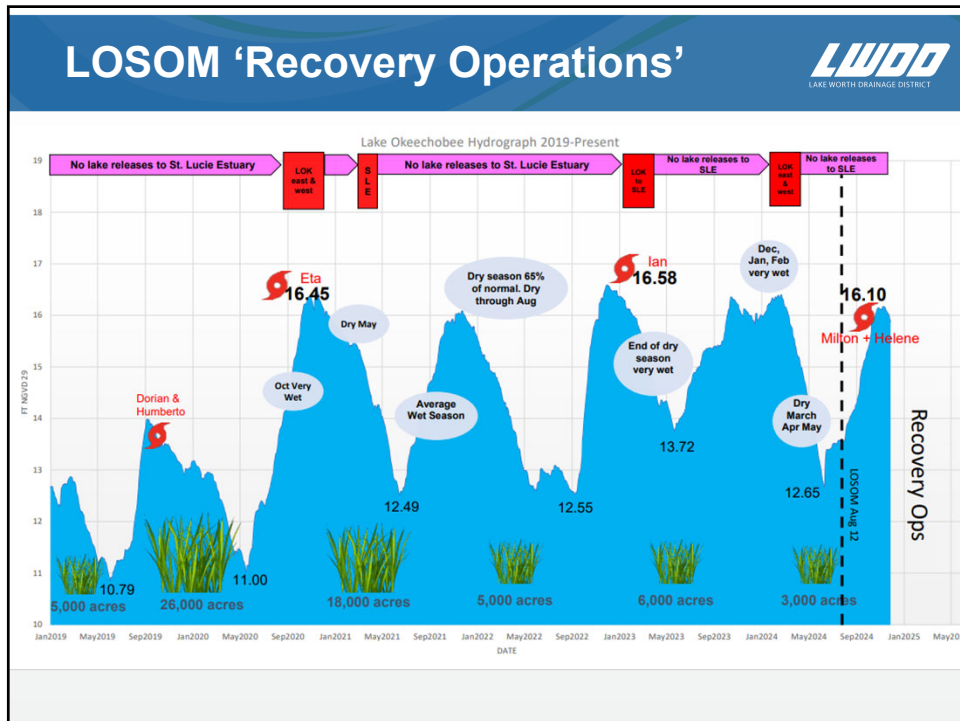 LOSOM ‘Recovery Operations’
LWDD
LAKE WORTH DRAINAGE DISTRICT
Lake Okeechobee Hydrograph 2019-Present
No lake releases to St. Lucie Estuary
LOK
east &
west
S
L
E
No lake releases to St. Lucie Estuary
LOK
to
SLE
No lake releases to
SLE
LOK
east &
west
No lake releases
to SLE
19
18
17
16
15
14
13
12
11
10
FT NGVD 29
Dorian &
Humberto
Oct Very
Wet
Eta
16.45
Dry May
Average
Wet Season
Dry season 65%
of normal. Dry
through Aug
Ian
16.58
End of dry
season
very wet
Dec,
Jan, Feb
very wet
Dry
March
Apr May
16.10
Milton + Helene
10.79
11.00
12.49
12.55
13.72
12.65
LOSOM Aug 12
Recovery Ops
5,000 acres
26,000 acres
18,000 acres
5,000 acres
6,000 acres
3,000 acres
Jan2019 May2019 Sep2019 Jan2020 May2020 Sep2020 Jan2021 May2021 Sep2021 Jan2022 May2022 Sep2022 Jan2023 May2023 Sep2023 Jan2024 May2024 Sep2024 Jan2025
DATE